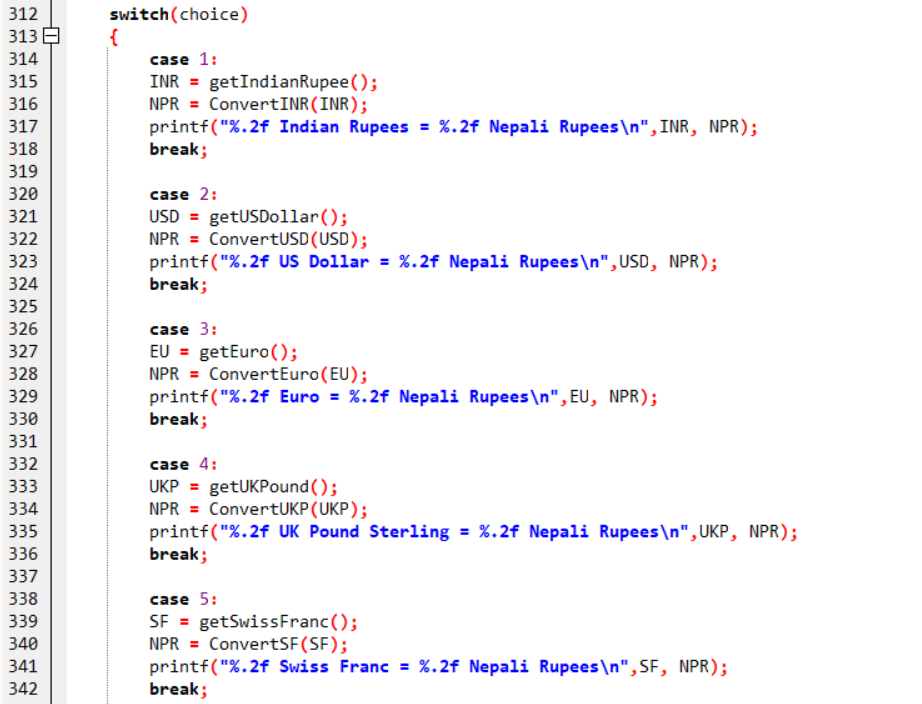 312 switch(choice)
313 {
314 case 1:
315 INR = getIndianRupee();
316 NPR = ConvertINR(INR);
317 printf("%.2f Indian Rupees = %.2f Nepali Rupees\n",INR, NPR);
318 break;
319
320 case 2:
321 USD = getUSDollar();
322 NPR = ConvertUSD(USD);
323 printf("%.2f US Dollar = %.2f Nepali Rupees\n",USD, NPR);
324 break;
325
326 case 3:
327 EU = getEuro();
328 NPR = ConvertEuro(EU);
329 printf("%.2f Euro = %.2f Nepali Rupees\n",EU, NPR);
330 break;
331
332 case 4:
333 UKP = getUKPound();
334 NPR = ConvertUKP(UKP);
335 printf("%.2f UK Pound Sterling = %.2f Nepali Rupees\n",UKP, NPR);
336 break;
337
338 case 5:
339 SF = getSwissFranc();
340 NPR = ConvertSF(SF);
341 printf("%.2f Swiss Franc = %.2f Nepali Rupees\n",SF, NPR);
342 break;